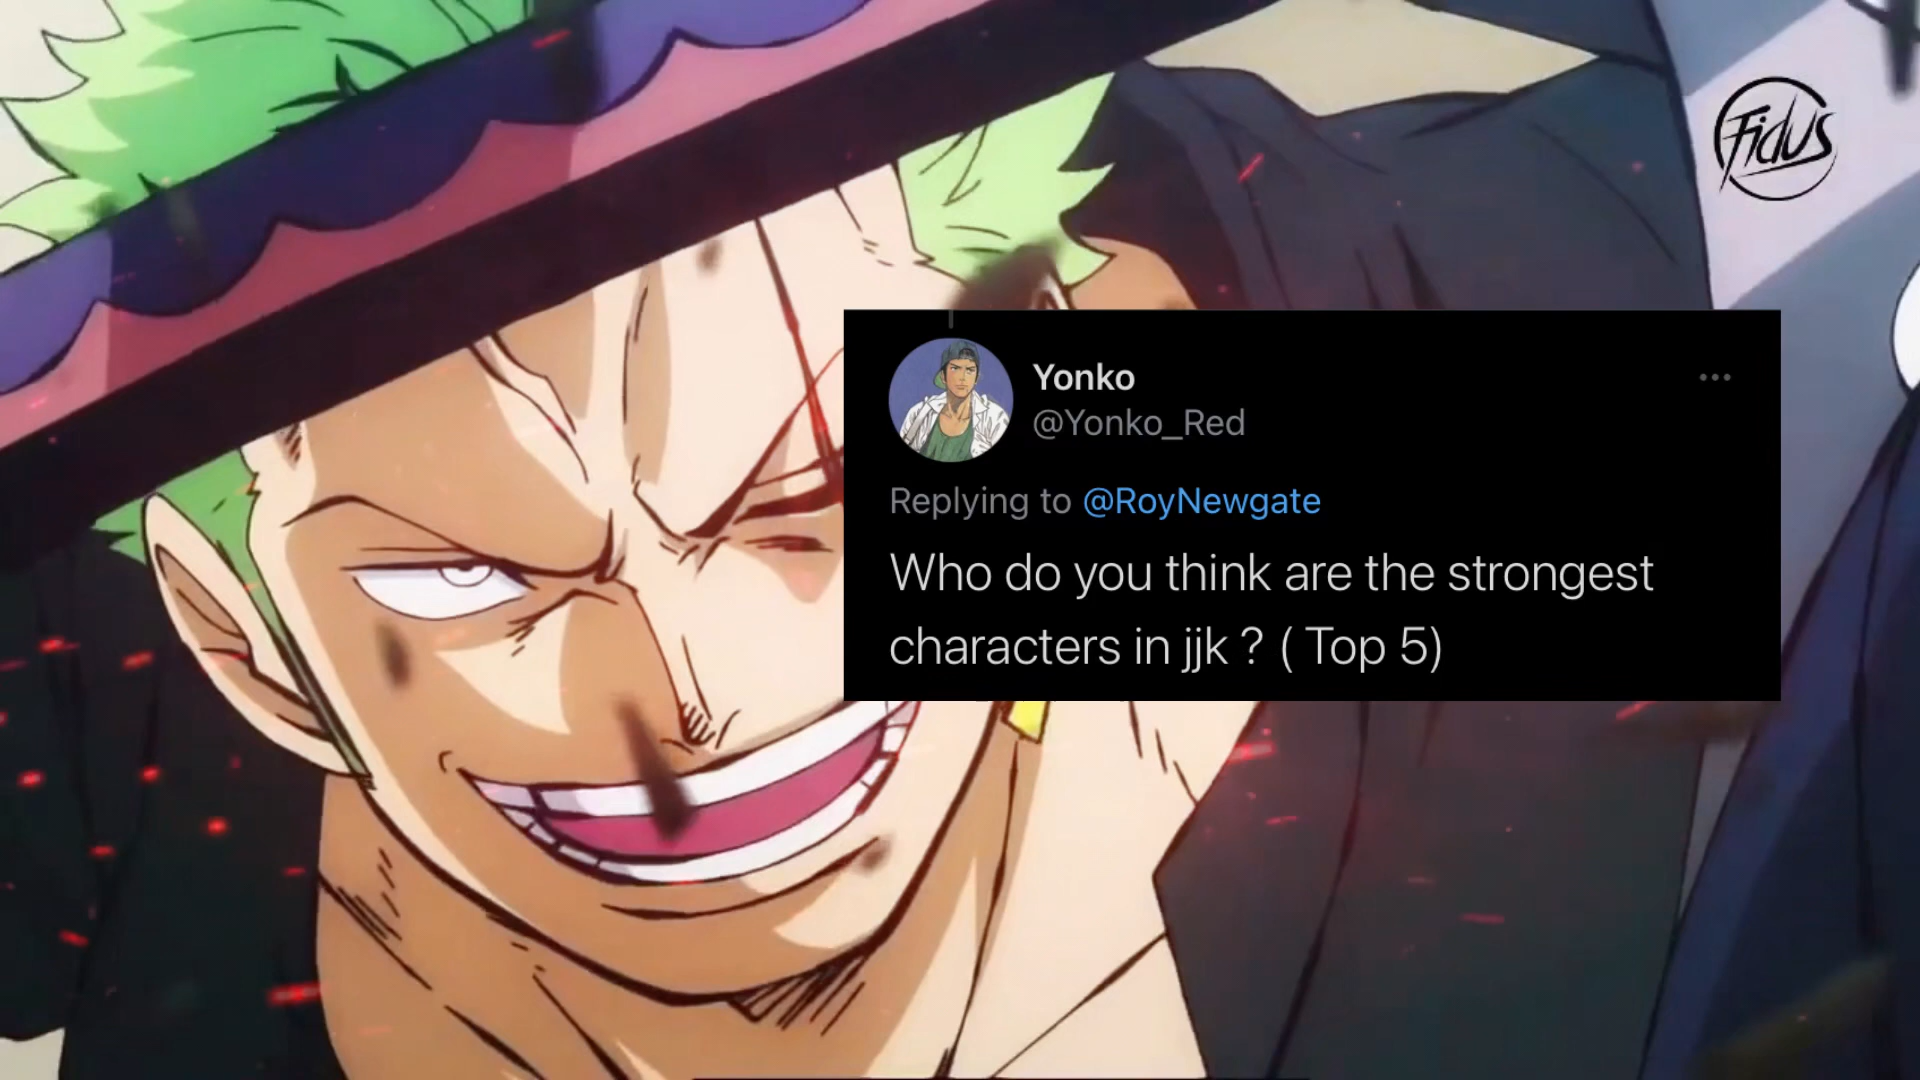 Fidus
Yonko
@Yonko_Red
Replying to @RoyNewgate
Who do you think are the strongest
characters in jjk ? ( Top 5)